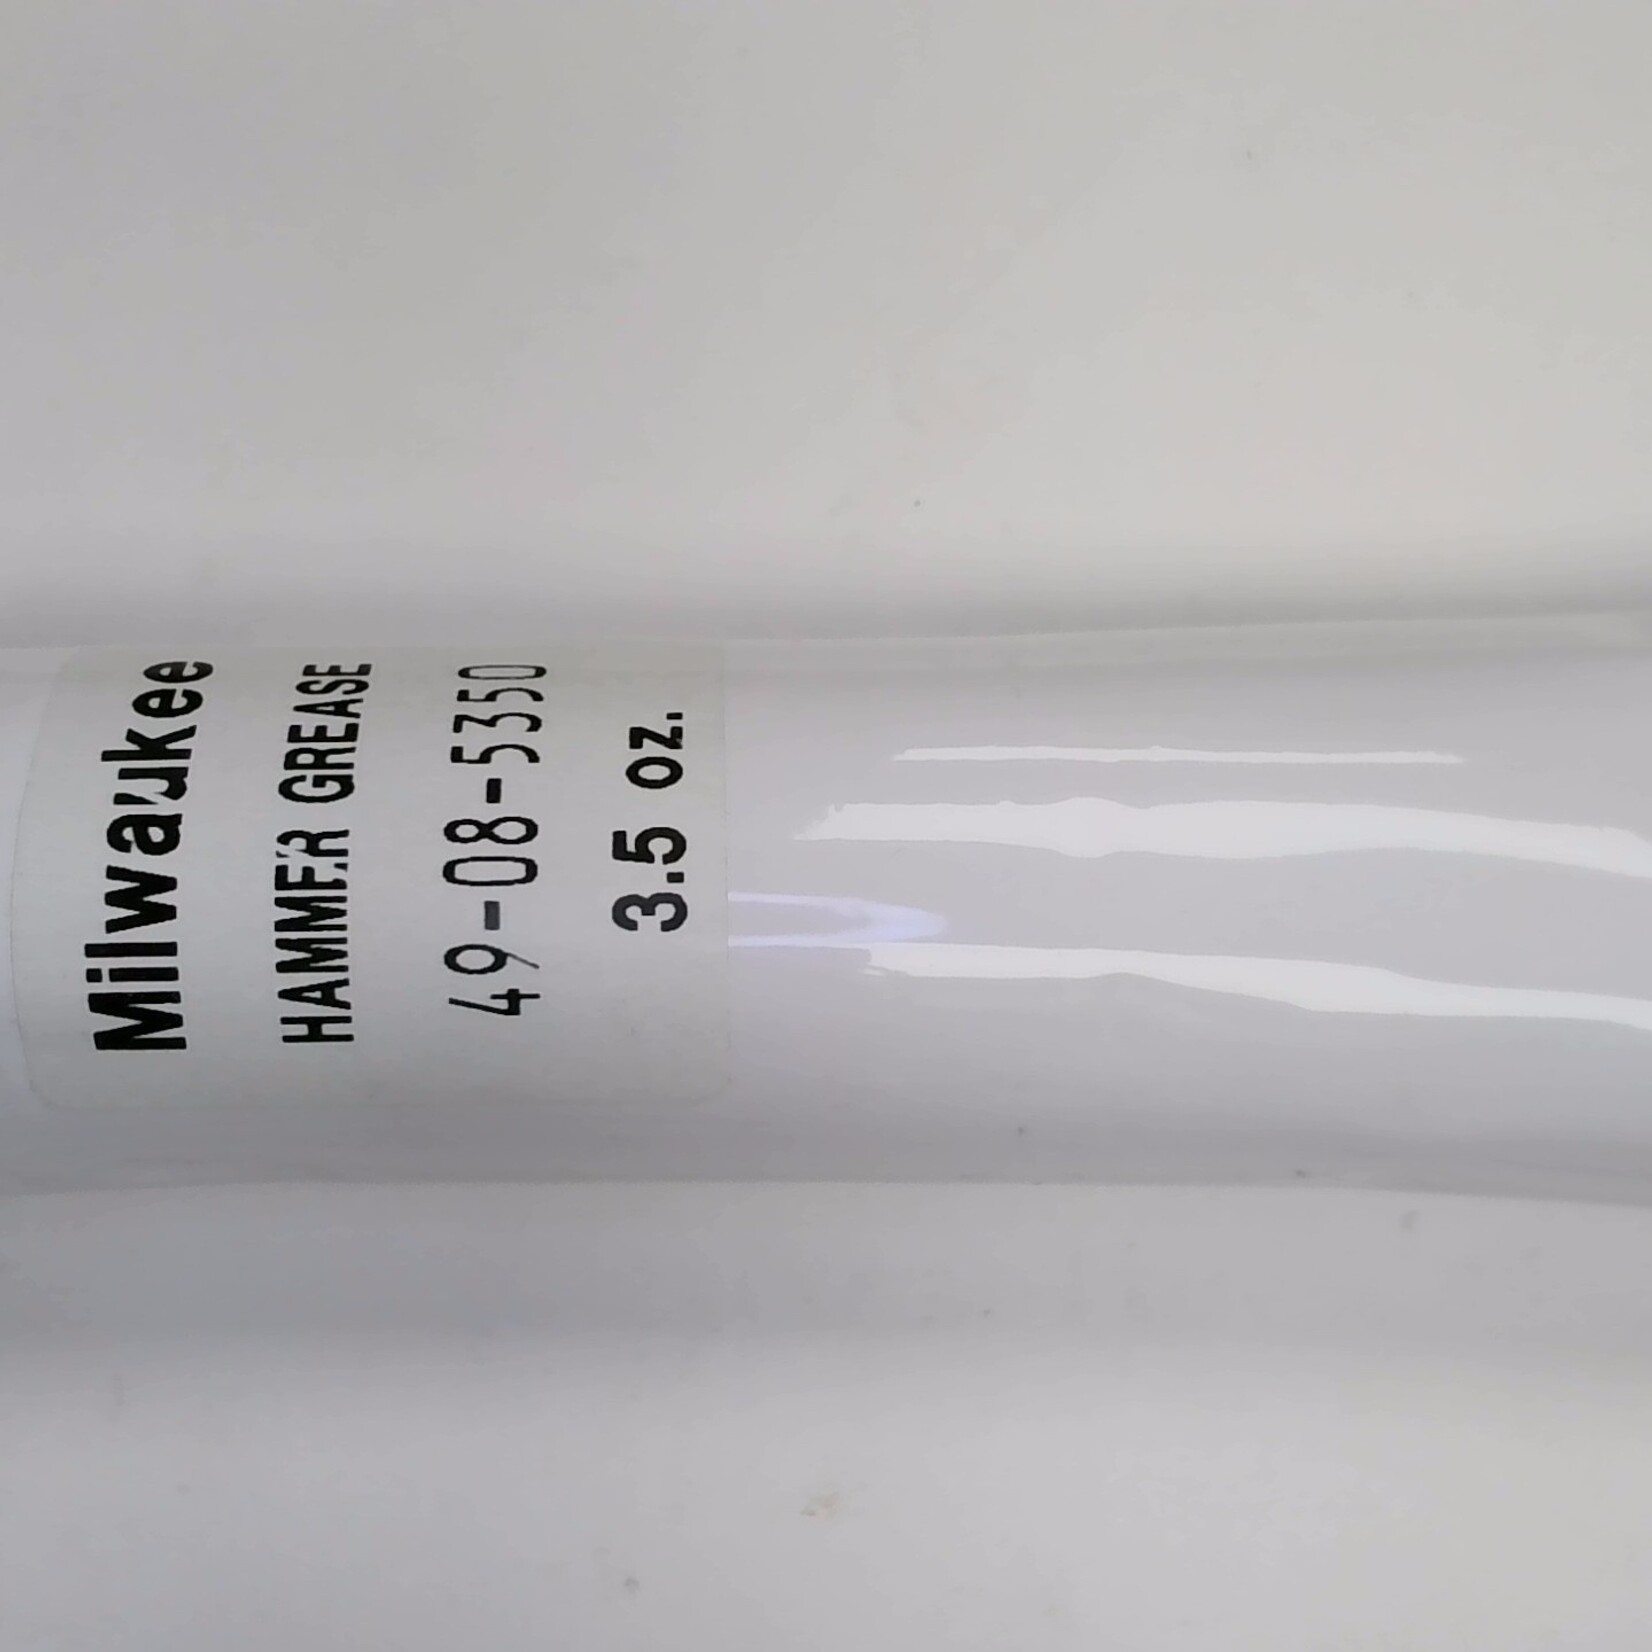 Milwaukee
HAMMER GREASE
49-08-5350
3.5 oz.